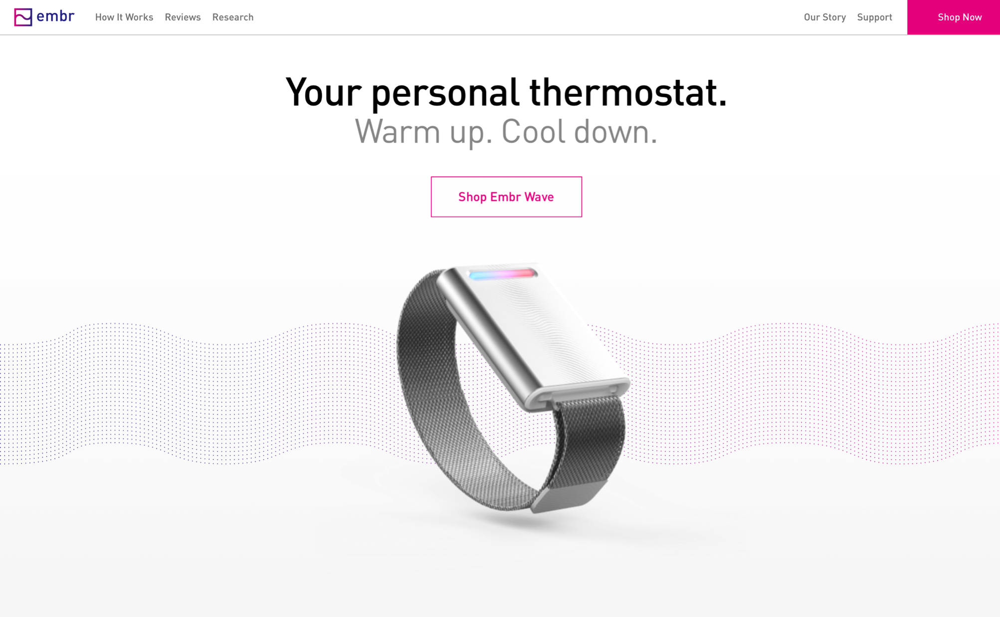 embr How It Works Reviews Research Our Story Support Shop Now
Your personal thermostat.
Warm up. Cool down.
Shop Embr Wave